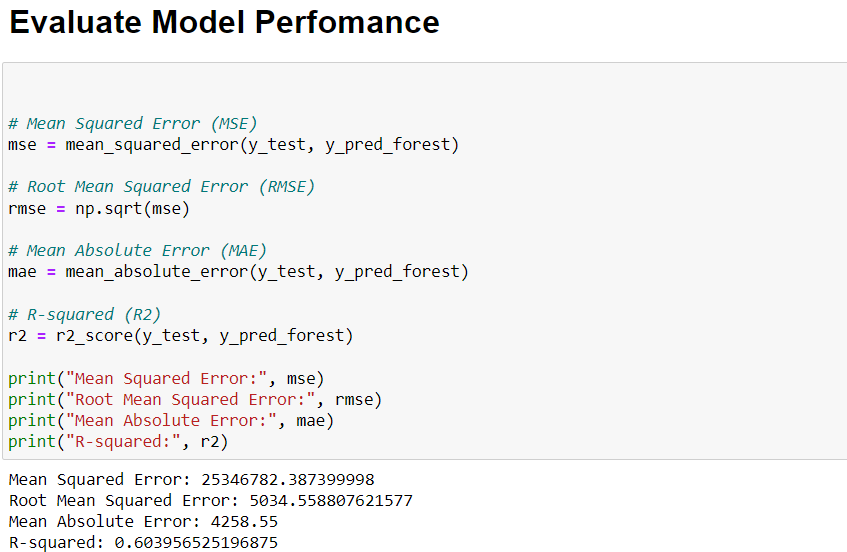 Evaluate Model Perfomance
# Mean Squared Error (MSE)
mse = mean_squared_error(y_test, y_pred_forest)
# Root Mean Squared Error (RMSE)
rmse = np.sqrt(mse)
# Mean Absolute Error (MAE)
mae = mean_absolute_error(y_test, y_pred_forest)
# R-squared (R2)
r2 = r2_score(y_test, y_pred_forest)
print("Mean Squared Error:", mse)
print("Root Mean Squared Error:", rmse)
print("Mean Absolute Error:", mae)
print("R-squared:", r2)
Mean Squared Error: 25346782.387399998
Root Mean Squared Error: 5034.558807621577
Mean Absolute Error: 4258.55
R-squared: 0.603956525196875